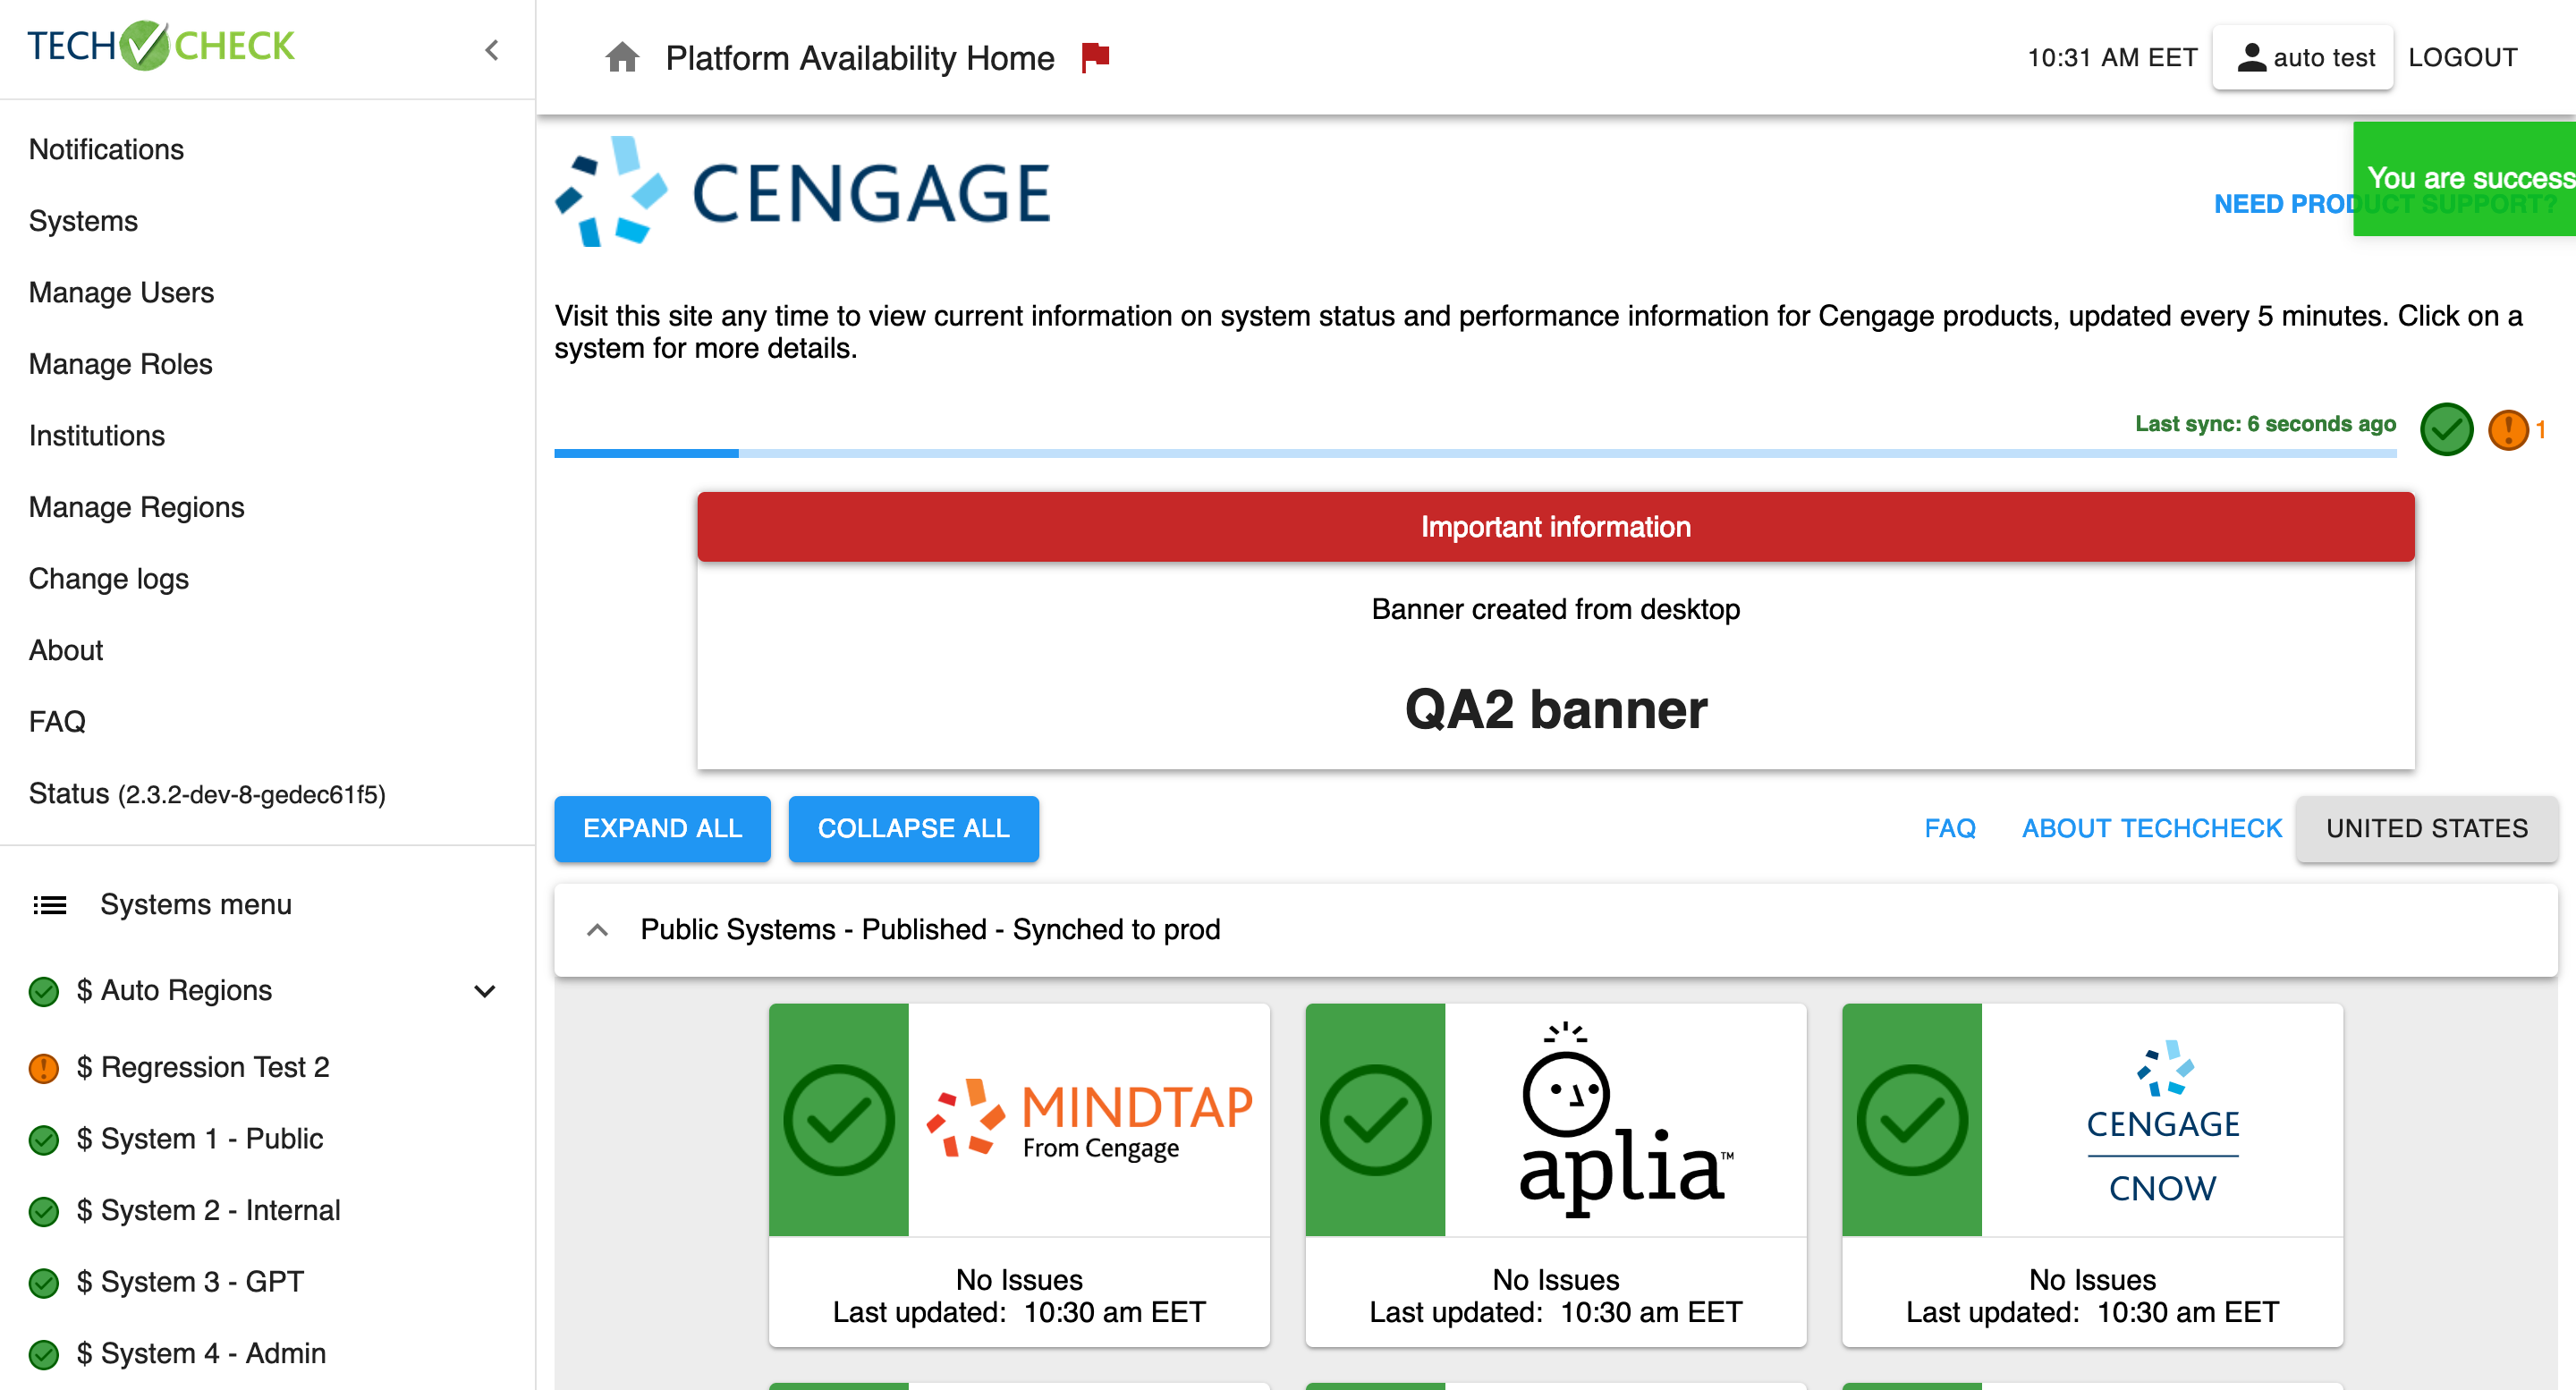 TECH CHECK
Notifications
Systems
Manage Users
Manage Roles
Institutions
Manage Regions
Change logs
About
FAQ
Status (2.3.2-dev-8-gedec61f5)
Systems menu
$ Auto Regions
$ Regression Test 2
$ System 1 - Public
$ System 2 - Internal
$ System 3 - GPT
$ System 4 - Admin
Platform Availability Home
10:31 AM EET
auto test
LOGOUT
CENGAGE
You are success
NEED PRODUCT SUPPORT?
Visit this site any time to view current information on system status and performance information for Cengage products, updated every 5 minutes. Click on a
system for more details.
Last sync: 6 seconds ago
1
Important information
Banner created from desktop
QA2 banner
EXPAND ALL
COLLAPSE ALL
FAQ
ABOUT TECHCHECK
UNITED STATES
Public Systems - Published - Synched to prod
MINDTAP
From Cengage
No Issues
Last updated: 10:30 am EET
aplia™
No Issues
Last updated: 10:30 am EET
CENGAGE
CNOW
No Issues
Last updated: 10:30 am EET